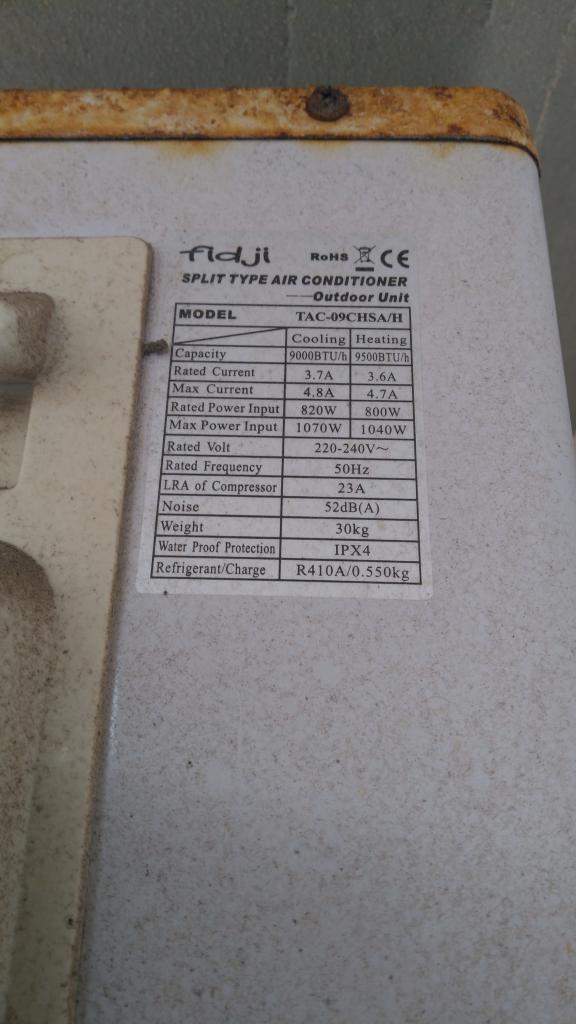 fidji RoHS CE
SPLIT TYPE AIR CONDITIONER
——Outdoor Unit
MODEL TAC-09CHSA/H
Cooling Heating
Capacity 9000BTU/h 9500BTU/h
Rated Current 3.7A 3.6A
Max Current 4.8A 4.7A
Rated Power Input 820W 800W
Max Power Input 1070W 1040W
Rated Volt 220-240V~
Rated Frequency 50Hz
LRA of Compressor 23A
Noise 52dB(A)
Weight 30kg
Water Proof Protection IPX4
Refrigerant/Charge R410A/0.550kg